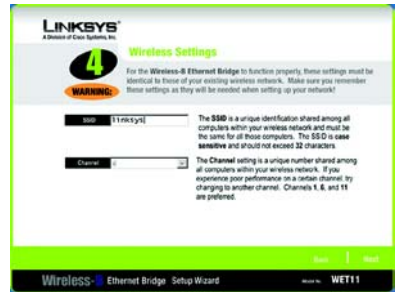 LINKSYS®
A Division of Cisco Systems, Inc.
4
WARNING:
Wireless Settings
For the Wireless-B Ethernet Bridge to function properly, these settings must be
identical to those of your existing wireless network. Make sure you remember
these settings as they will be needed when setting up your network!
SSID linksys
The SSID is a unique identification shared among all
computers within your wireless network and must be
the same for all those computers. The SSID is case
sensitive and should not exceed 32 characters.
Channel
The Channel setting is a unique number shared among
all computers within your wireless network. If you
experience poor performance on a certain channel, try
changing to another channel. Channels 1, 6, and 11
are preferred.
Back Next
Wireless-B Ethernet Bridge Setup Wizard
Model No. WET11